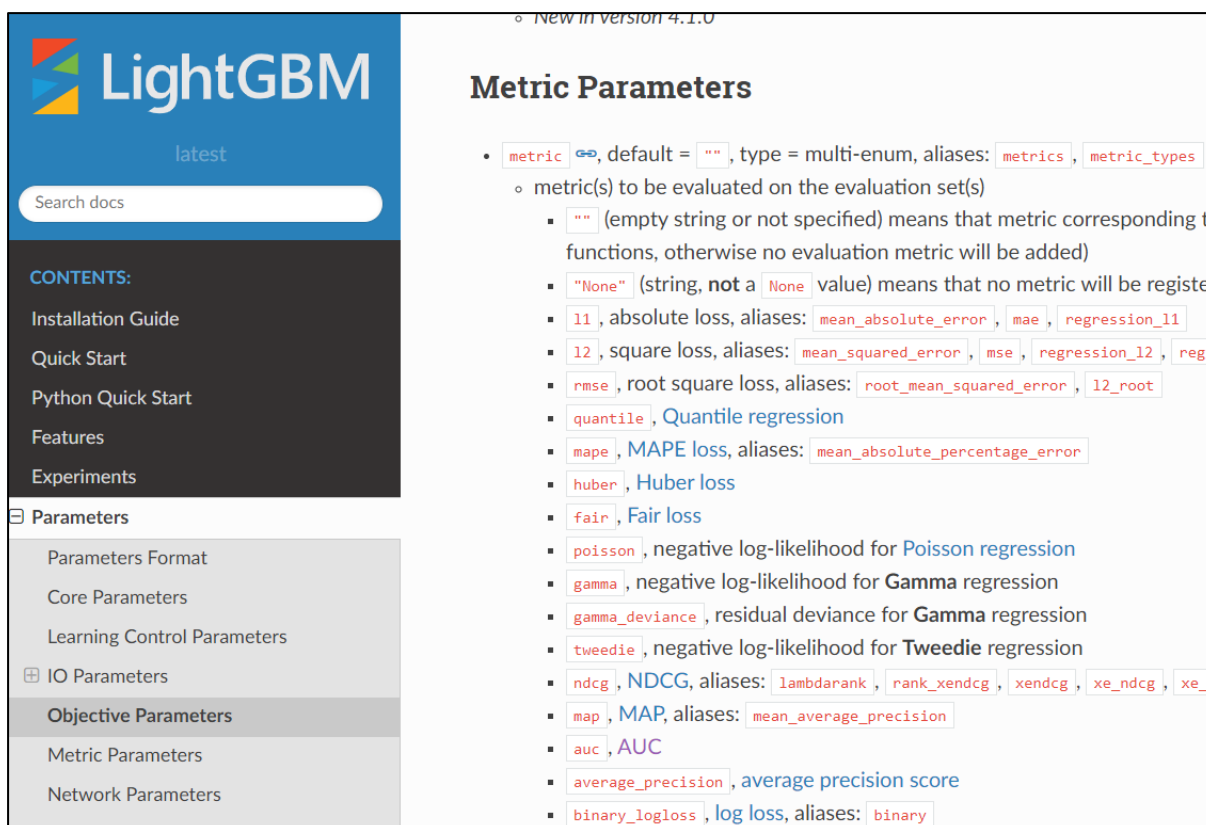 LightGBM
latest
Search docs
CONTENTS:
Installation Guide
Quick Start
Python Quick Start
Features
Experiments
Parameters
Parameters Format
Core Parameters
Learning Control Parameters
IO Parameters
Objective Parameters
Metric Parameters
Network Parameters
New in version 4.1.0
Metric Parameters
metric , default = "" , type = multi-enum, aliases: metrics , metric_types
metric(s) to be evaluated on the evaluation set(s)
"" (empty string or not specified) means that metric corresponding
functions, otherwise no evaluation metric will be added)
"None" (string, not a None value) means that no metric will be
l1 , absolute loss, aliases: mean_absolute_error , mae , regression_l1
l2 , square loss, aliases: mean_squared_error , mse , regression_l2 , reg
rmse , root square loss, aliases: root_mean_squared_error , l2_root
quantile , Quantile regression
mape , MAPE loss, aliases: mean_absolute_percentage_error
huber , Huber loss
fair , Fair loss
poisson , negative log-likelihood for Poisson regression
gamma , negative log-likelihood for Gamma regression
gamma_deviance , residual deviance for Gamma regression
tweedie , negative log-likelihood for Tweedie regression
ndcg , NDCG, aliases: lambdarank , rank_xendcg , xendcg , xe_ndcg , xe_
map , MAP, aliases: mean_average_precision
auc , AUC
average_precision , average precision score
binary_logloss , log loss, aliases: binary